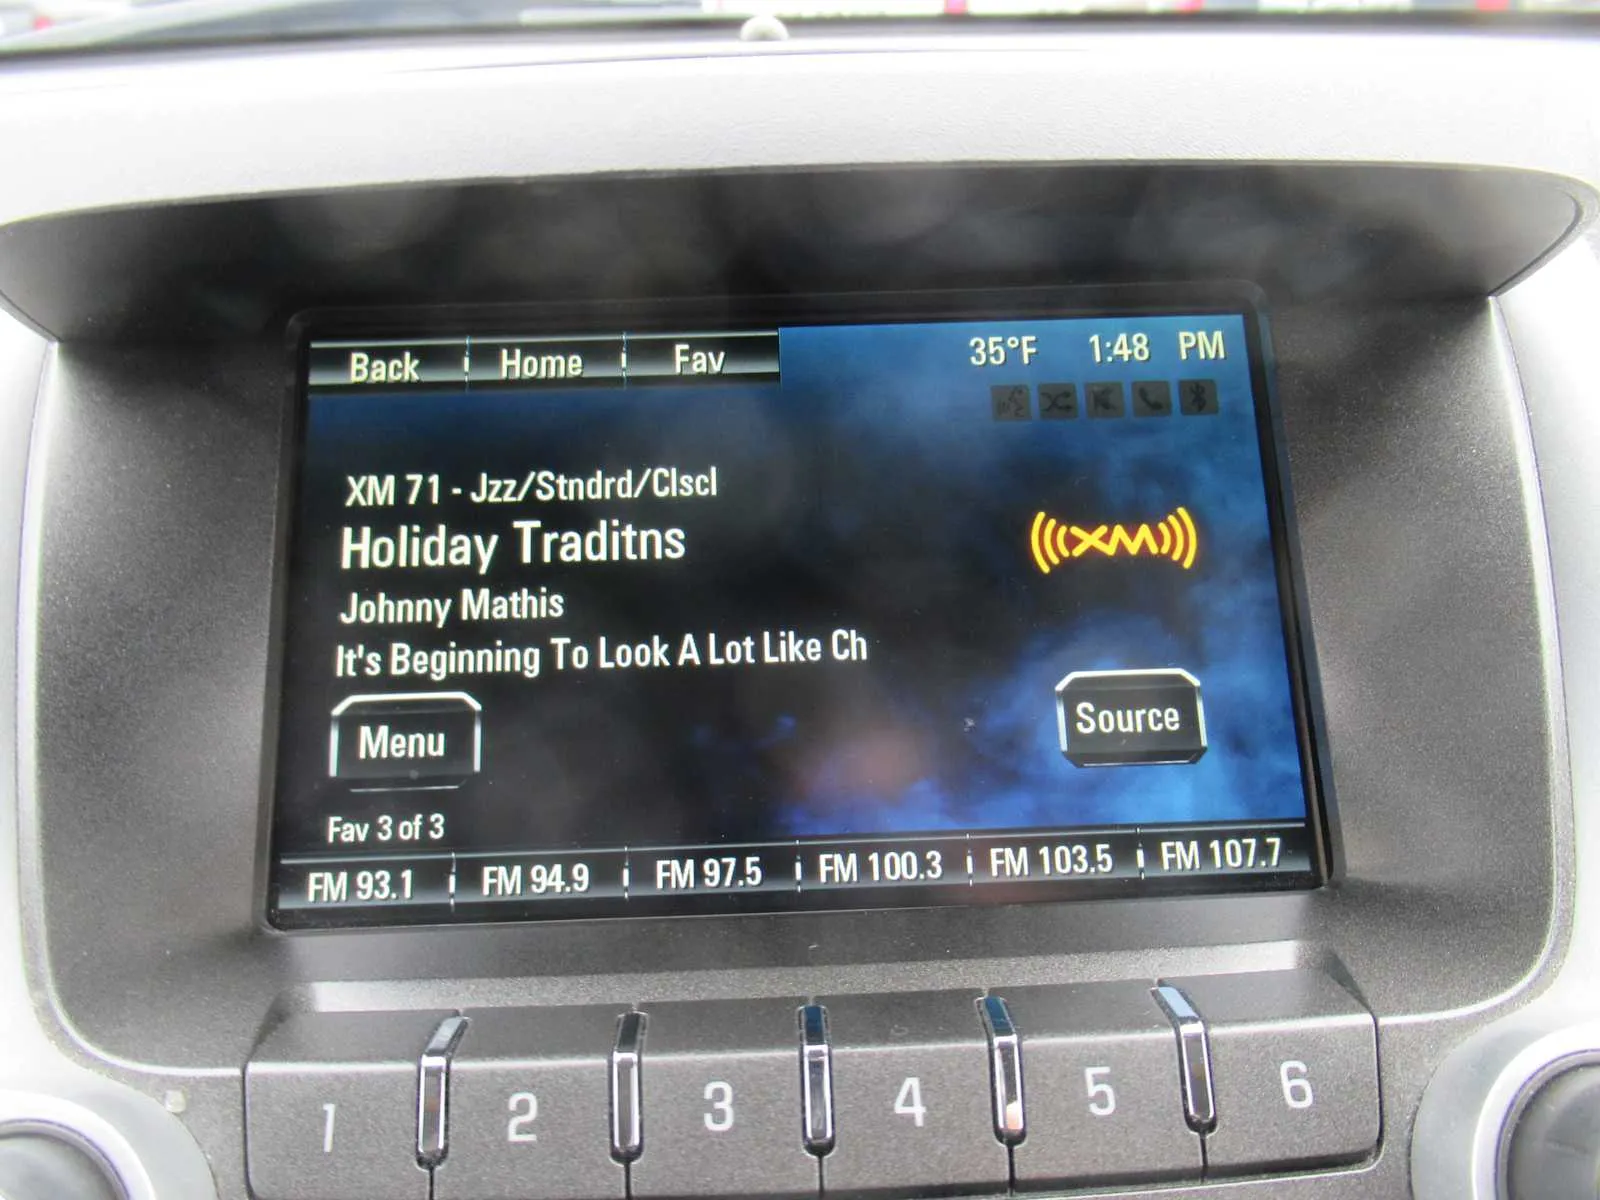 Back Home Fav 35°F 1:48 PM
XM 71 - Jzz/Stndrd/Clscl
Holiday Traditns
((((XM))))
Johnny Mathis
It's Beginning To Look A Lot Like Ch
Menu Source
Fav 3 of 3
FM 93.1 FM 94.9 FM 97.5 FM 100.3 FM 103.5 FM 107.7
1 2 3 4 5 6